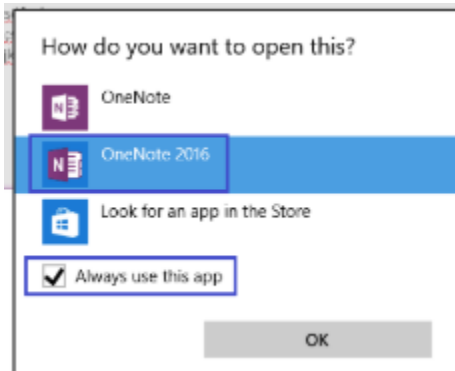 How do you want to open this?
OneNote
OneNote 2016
Look for an app in the Store
Always use this app
OK